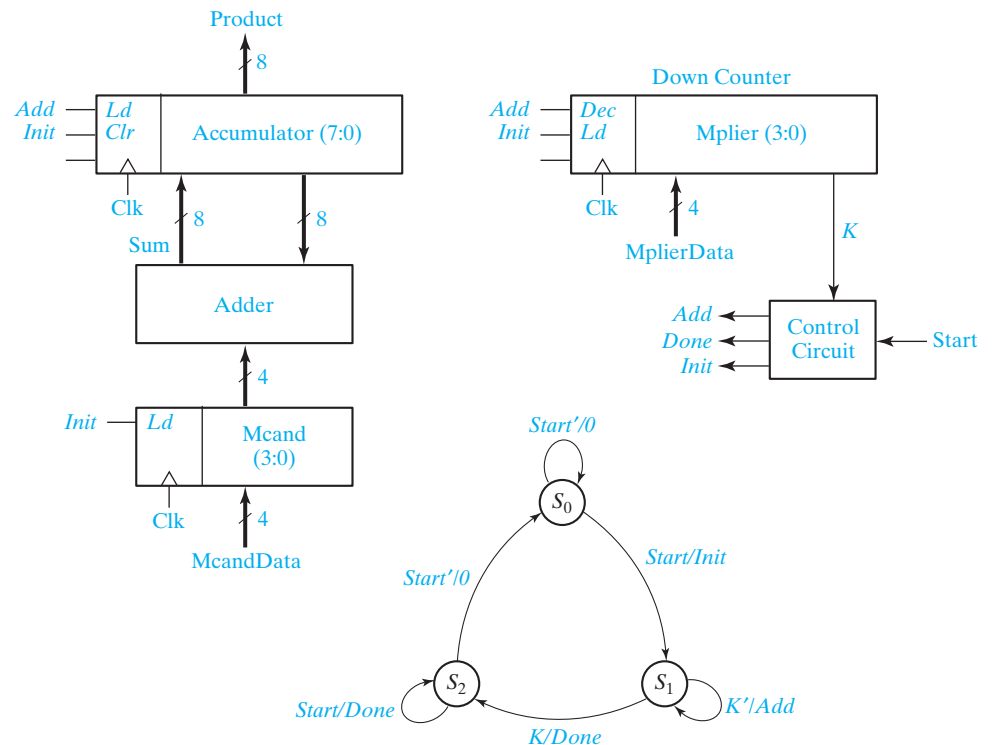 Product
8
Add
Init
Ld
Clr
Accumulator (7:0)
Clk
8
8
Sum
Adder
4
Init
Ld
Mcand
(3:0)
Clk
4
McandData
Down Counter
Add
Init
Dec
Ld
Mplier (3:0)
Clk
4
MplierData
K
Add
Done
Init
Control
Circuit
Start
Start′/0
S0
Start/Init
Start′/0
S2
S1
Start/Done
K′/Add
K/Done